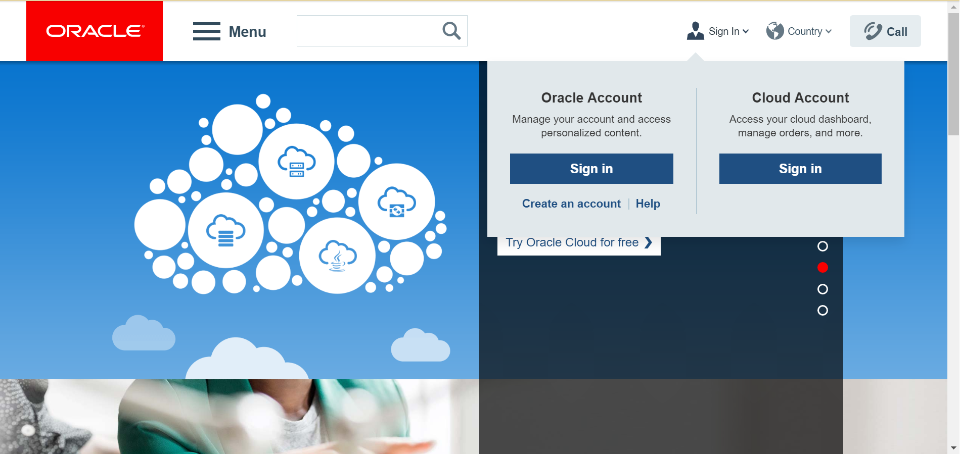 ORACLE
Menu
Sign In
Country
Call
Oracle Account
Manage your account and access
personalized content.
Sign in
Create an account | Help
Cloud Account
Access your cloud dashboard,
manage orders, and more.
Sign in
Try Oracle Cloud for free ❯